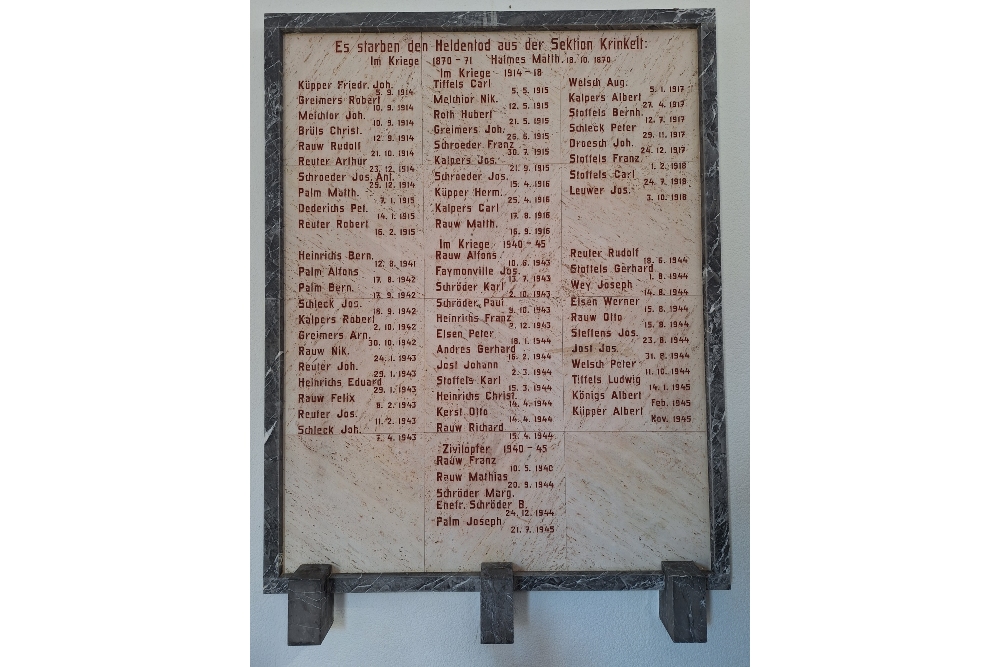 Es starben den Heldentod aus der Sektion Krinkelt:
Im Kriege 1870-71 Halmes Matth. 18. 10. 1870
Im Kriege 1914-18
Küpper Friedr. Joh.
5. 9. 1914
Greimers Robert
10. 9. 1914
Melchior Joh.
10. 9. 1914
Brüls Christ.
12. 9. 1914
Rauw Rudolf
21. 10. 1914
Reuter Arthur
23. 12. 1914
Schroeder Jos. Ant.
25. 12. 1914
Palm Matth.
7. 1. 1915
Dederichs Pet.
14. 1. 1915
Reuter Robert
16. 2. 1915
Tiffels Carl
5. 5. 1915
Melchior Nik.
12. 5. 1915
Roth Hubert
21. 5. 1915
Greimers Joh.
26. 6. 1915
Schroeder Franz
30. 7. 1915
Kalpers Jos.
21. 9. 1915
Schroeder Jos.
15. 4. 1916
Küpper Herm.
25. 4. 1916
Kalpers Carl
17. 8. 1916
Rauw Matth.
16. 9. 1916
Welsch Aug.
5. 1. 1917
Kalpers Albert
27. 4. 1917
Stoffels Bernh.
12. 7. 1917
Schleck Peter
29. 11. 1917
Droesch Joh.
24. 12. 1917
Stoffels Franz
1. 2. 1918
Stoffels Carl
24. 7. 1918
Leuwer Jos.
3. 10. 1918
Im Kriege 1940-45
Heinrichs Bern.
12. 8. 1941
Palm Alfons
17. 8. 1942
Palm Bern.
17. 9. 1942
Schleck Jos.
18. 9. 1942
Kalpers Robert
2. 10. 1942
Greimers Arn.
30. 10. 1942
Rauw Nik.
24. 1. 1943
Reuter Joh.
29. 1. 1943
Heinrichs Eduard
29. 1. 1943
Rauw Felix
8. 2. 1943
Reuter Jos.
11. 2. 1943
Schleck Joh.
7. 4. 1943
Rauw Alfons
10. 6. 1943
Faymonville Jos.
13. 7. 1943
Schröder Karl
2. 10. 1943
Schröder Paul
9. 10. 1943
Heinrichs Franz
2. 12. 1943
Elsen Peter
18. 1. 1944
Andres Gerhard
16. 2. 1944
Jost Johann
2. 3. 1944
Stoffels Karl
15. 3. 1944
Heinrichs Christ.
14. 4. 1944
Kerst Otto
14. 4. 1944
Rauw Richard
15. 4. 1944
Reuter Rudolf
18. 6. 1944
Stoffels Gerhard
1. 8. 1944
Wey Joseph
14. 8. 1944
Elsen Werner
15. 8. 1944
Rauw Otto
15. 8. 1944
Steffens Jos.
23. 8. 1944
Jost Jos.
31. 8. 1944
Welsch Peter
11. 10. 1944
Tiffels Ludwig
14. 1. 1945
Königs Albert
Feb. 1945
Küpper Albert
Nov. 1945
Zivilopfer 1940-45
Rauw Franz
10. 5. 1940
Rauw Mathias
20. 9. 1944
Schröder Marg.
Ehefr. Schröder B.
24. 12. 1944
Palm Joseph
21. 7. 1945